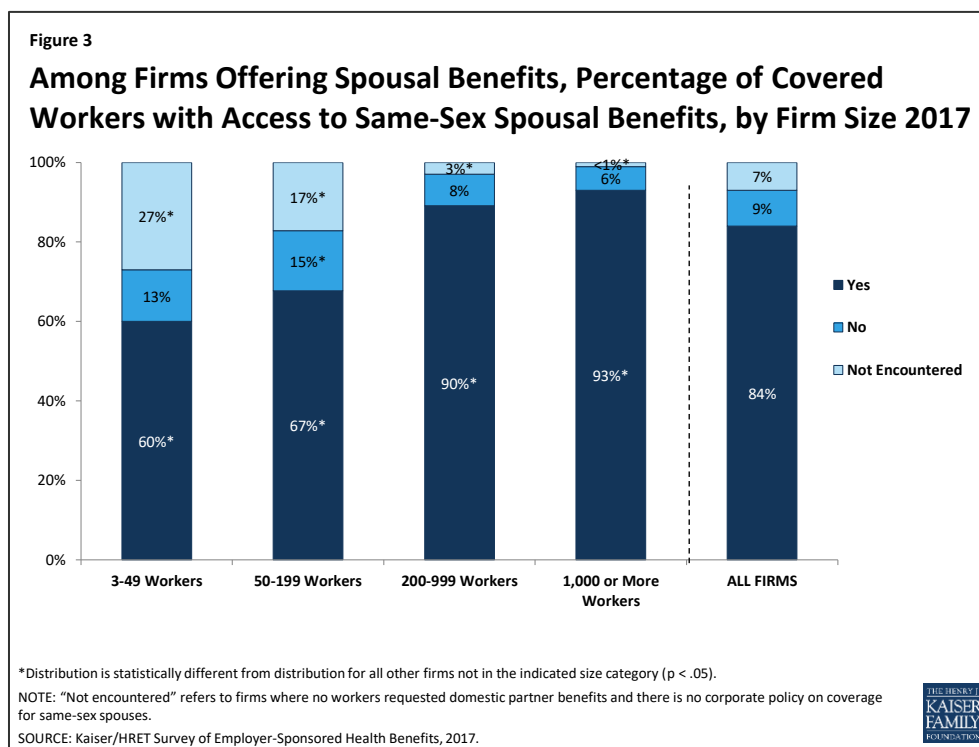 Figure 3
Among Firms Offering Spousal Benefits, Percentage of Covered
Workers with Access to Same-Sex Spousal Benefits, by Firm Size 2017
100%
80%
60%
40%
20%
0%
27%*
13%
60%*
17%*
15%*
67%*
3%*
8%
90%*
<1%*
6%
93%*
7%
9%
84%
Yes
No
Not Encountered
3-49 Workers
50-199 Workers
200-999 Workers
1,000 or More
Workers
ALL FIRMS
*Distribution is statistically different from distribution for all other firms not in the indicated size category (p < .05).
NOTE: “Not encountered” refers to firms where no workers requested domestic partner benefits and there is no corporate policy on coverage
for same-sex spouses.
SOURCE: Kaiser/HRET Survey of Employer-Sponsored Health Benefits, 2017.
THE HENRY J.
KAISER
FAMILY
FOUNDATION